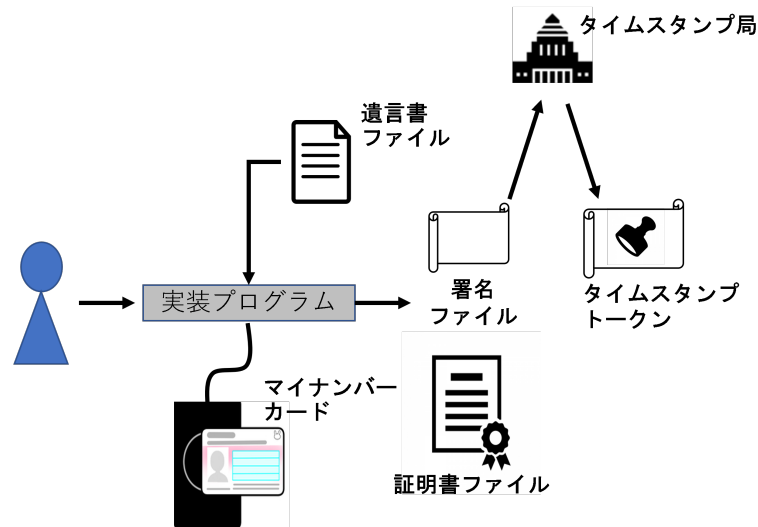 タイムスタンプ局
遺言書
ファイル
実装プログラム
署名
ファイル
タイムスタンプ
トークン
マイナンバー
カード
証明書ファイル